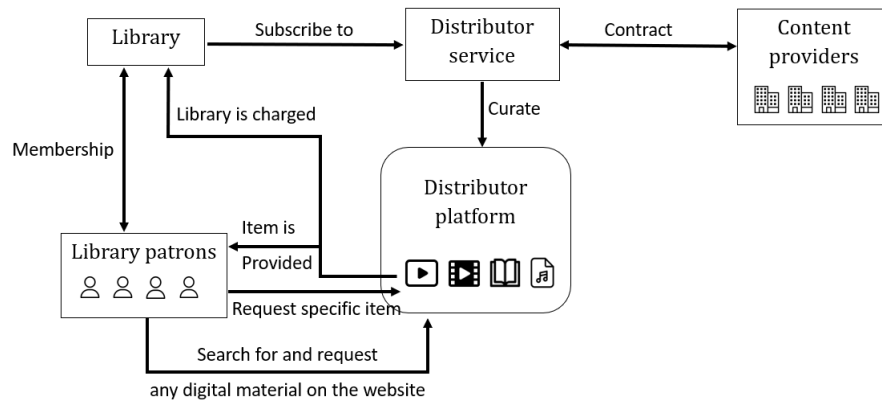 Library
Subscribe to
Distributor
service
Contract
Content
providers
Library is charged
Curate
Membership
Distributor
platform
Item is
Provided
Library patrons
Request specific item
Search for and request
any digital material on the website